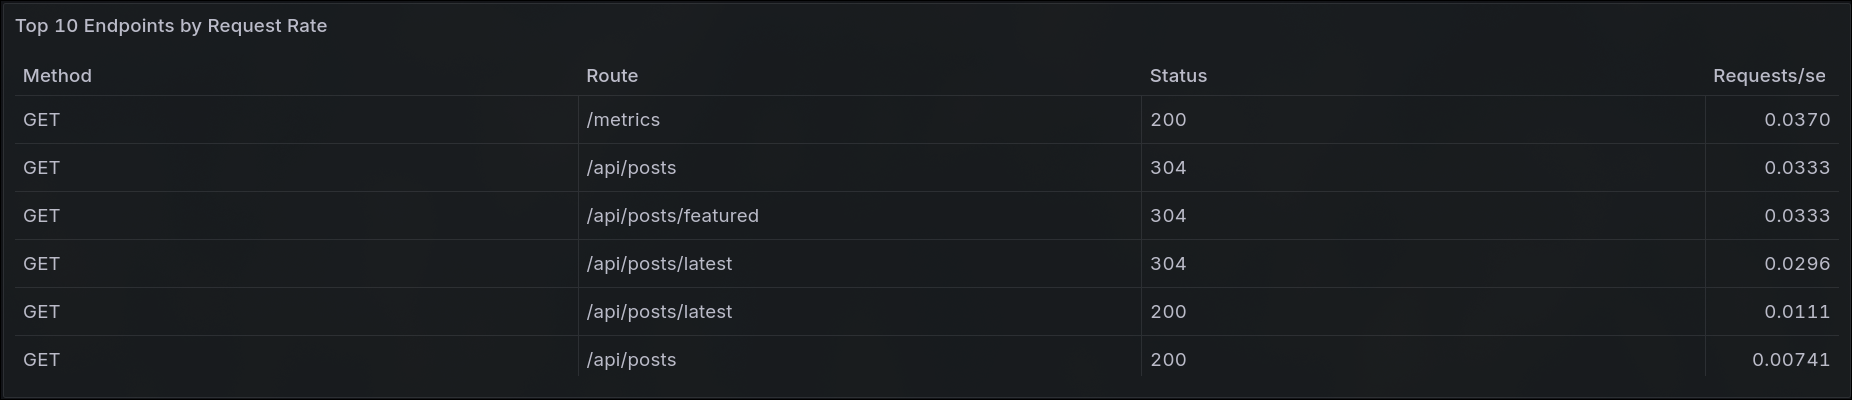 Top 10 Endpoints by Request Rate
Method Route Status Requests/se
GET /metrics 200 0.0370
GET /api/posts 304 0.0333
GET /api/posts/featured 304 0.0333
GET /api/posts/latest 304 0.0296
GET /api/posts/latest 200 0.0111
GET /api/posts 200 0.00741